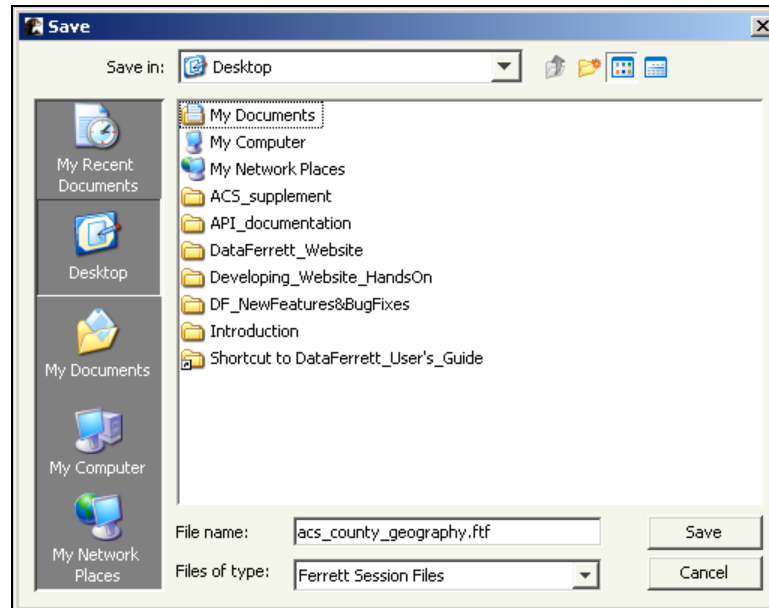 Save
Save in: Desktop
My Recent
Documents
Desktop
My Documents
My Computer
My Network
Places
My Documents
My Computer
My Network Places
ACS_supplement
API_documentation
DataFerrett_Website
Developing_Website_HandsOn
DF_NewFeatures&BugFixes
Introduction
Shortcut to DataFerrett_User's_Guide
File name: acs_county_geography.ftf Save
Files of type: Ferrett Session Files Cancel